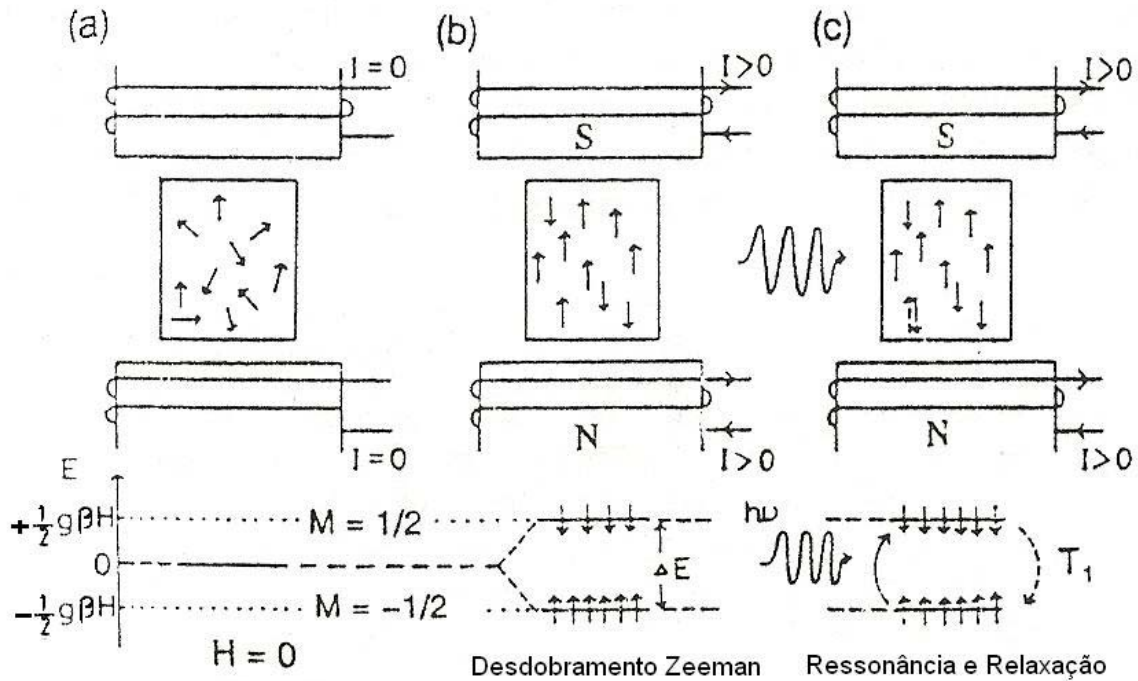 (a)
(b)
(c)
I=0
I>0
I>0
S
S
N
N
I=0
I>0
I>0
E
+½gβH
M = 1/2
hν
0
ΔE
T₁
-½gβH
M = -1/2
H = 0
Desdobramento Zeeman
Ressonância e Relaxação